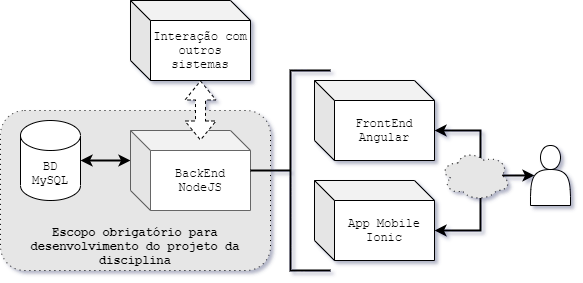 Interação com
outros
sistemas
FrontEnd
Angular
BD
MySQL
BackEnd
NodeJS
App Mobile
Ionic
Escopo obrigatório para
desenvolvimento do projeto da
disciplina